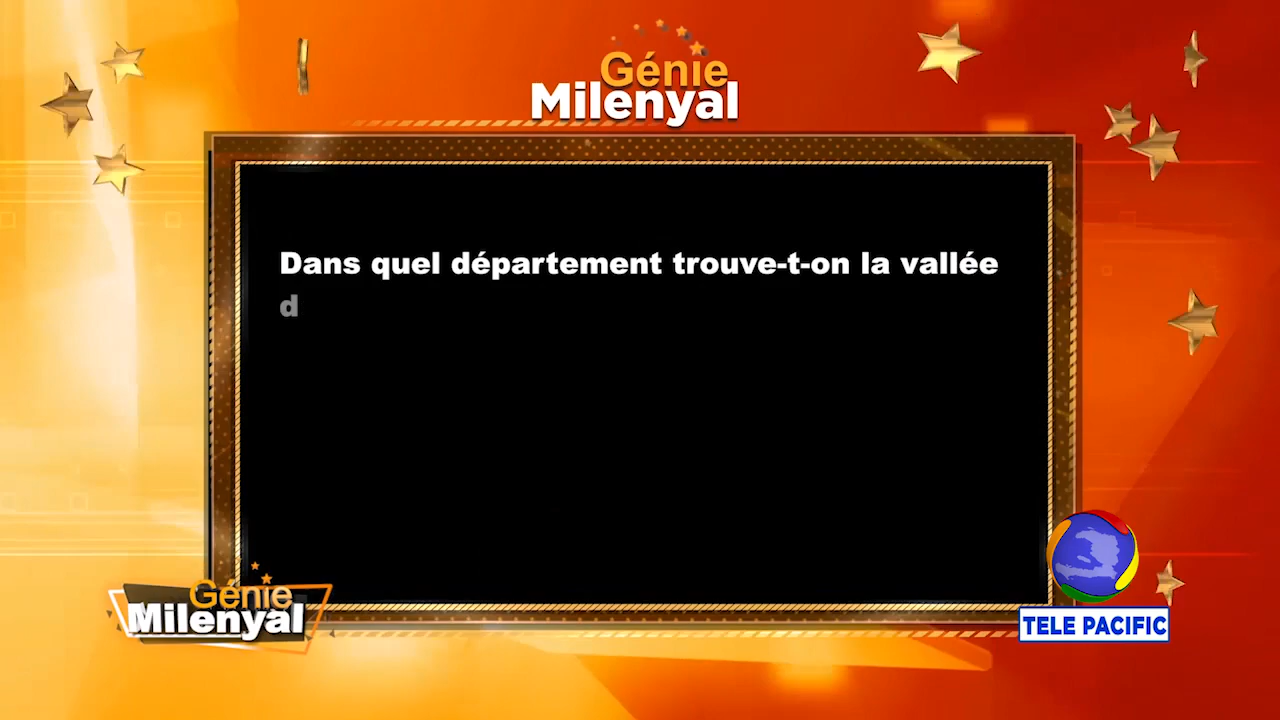 Génie
Milenyal
Dans quel département trouve-t-on la vallée
d
Génie
Milenyal
TELE PACIFIC